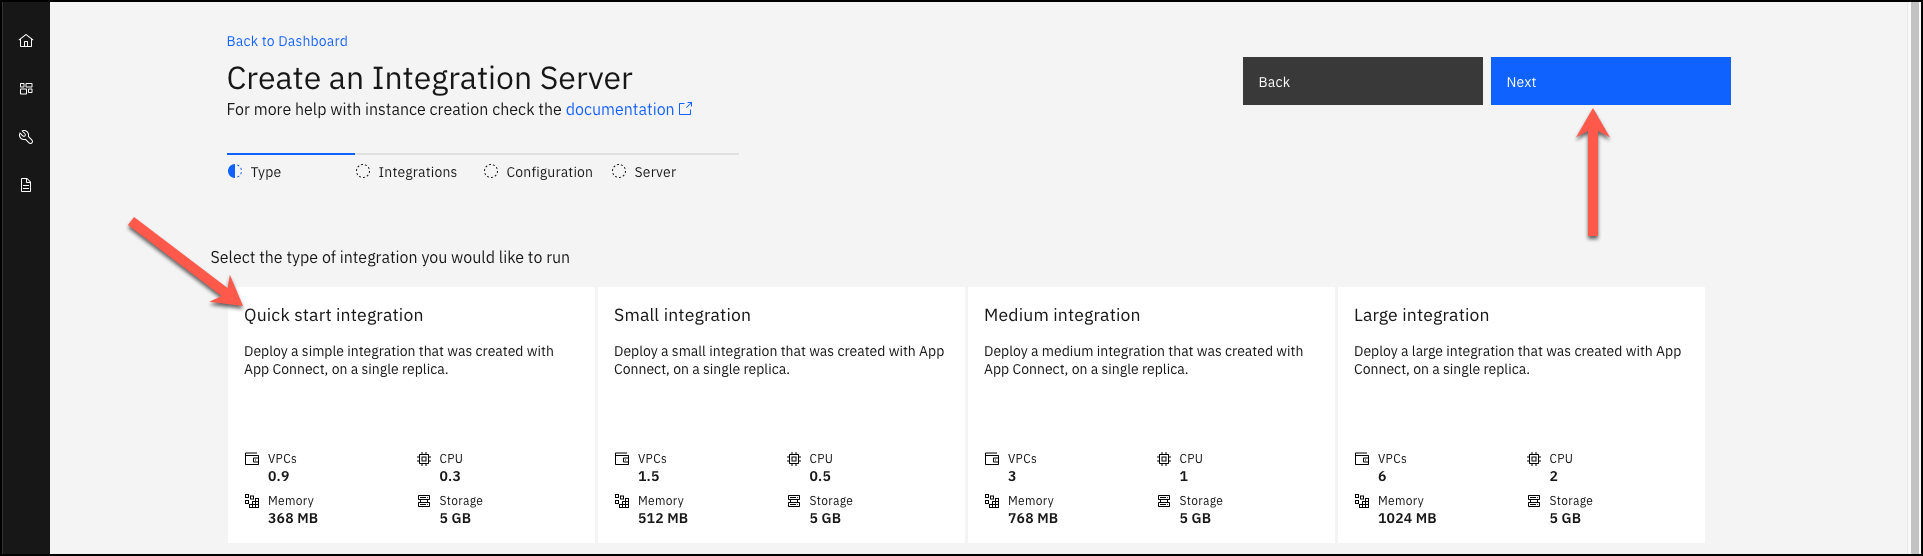 Back to Dashboard
Create an Integration Server
For more help with instance creation check the documentation
Back
Next
Type
Integrations
Configuration
Server
Select the type of integration you would like to run
Quick start integration
Deploy a simple integration that was created with
App Connect, on a single replica.
VPCs
0.9
CPU
0.3
Memory
368 MB
Storage
5 GB
Small integration
Deploy a small integration that was created with App
Connect, on a single replica.
VPCs
1.5
CPU
0.5
Memory
512 MB
Storage
5 GB
Medium integration
Deploy a medium integration that was created with
App Connect, on a single replica.
VPCs
3
CPU
1
Memory
768 MB
Storage
5 GB
Large integration
Deploy a large integration that was created with App
Connect, on a single replica.
VPCs
6
CPU
2
Memory
1024 MB
Storage
5 GB